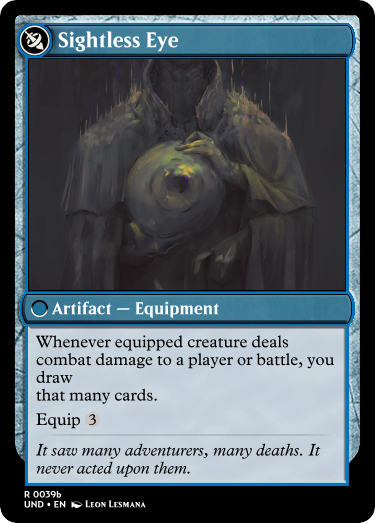 Sightless Eye
Artifact — Equipment
Whenever equipped creature deals
combat damage to a player or battle, you
draw
that many cards.
Equip 3
It saw many adventurers, many deaths. It
never acted upon them.
R 0039b
UND • EN Leon Lesmana